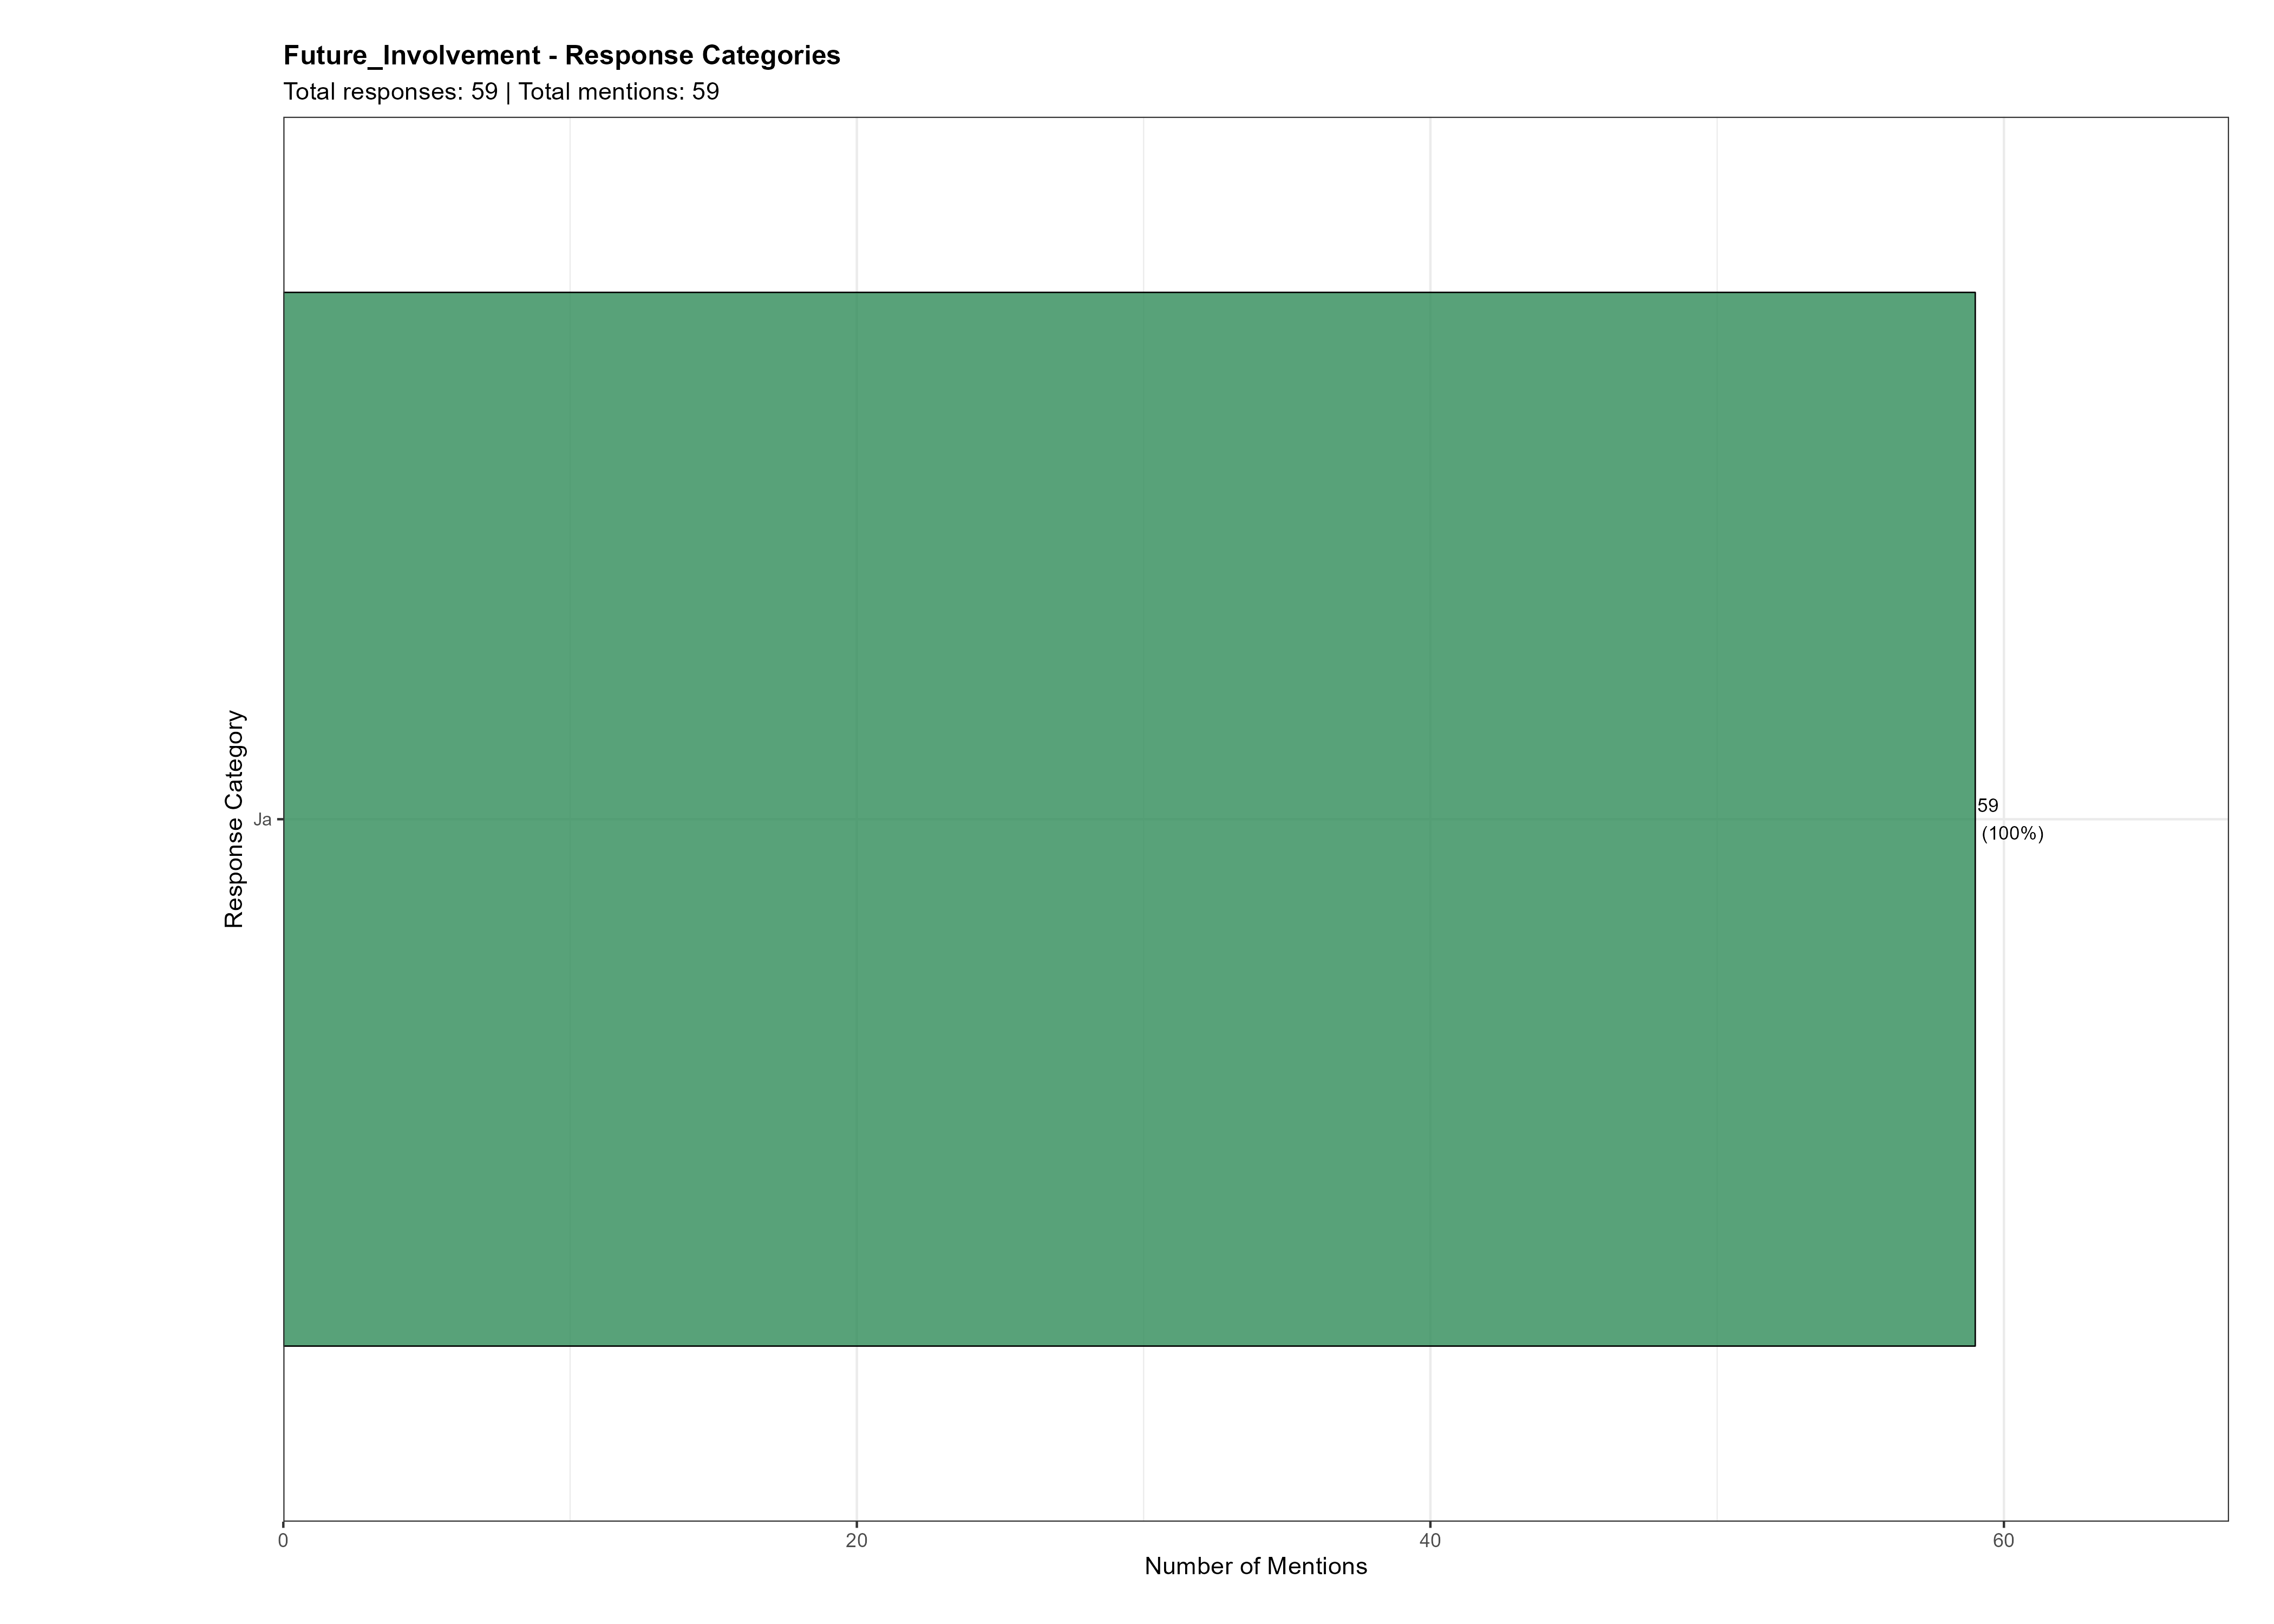 Future_Involvement - Response Categories
Total responses: 59 | Total mentions: 59
Response Category
Ja
59
(100%)
0
20
40
60
Number of Mentions